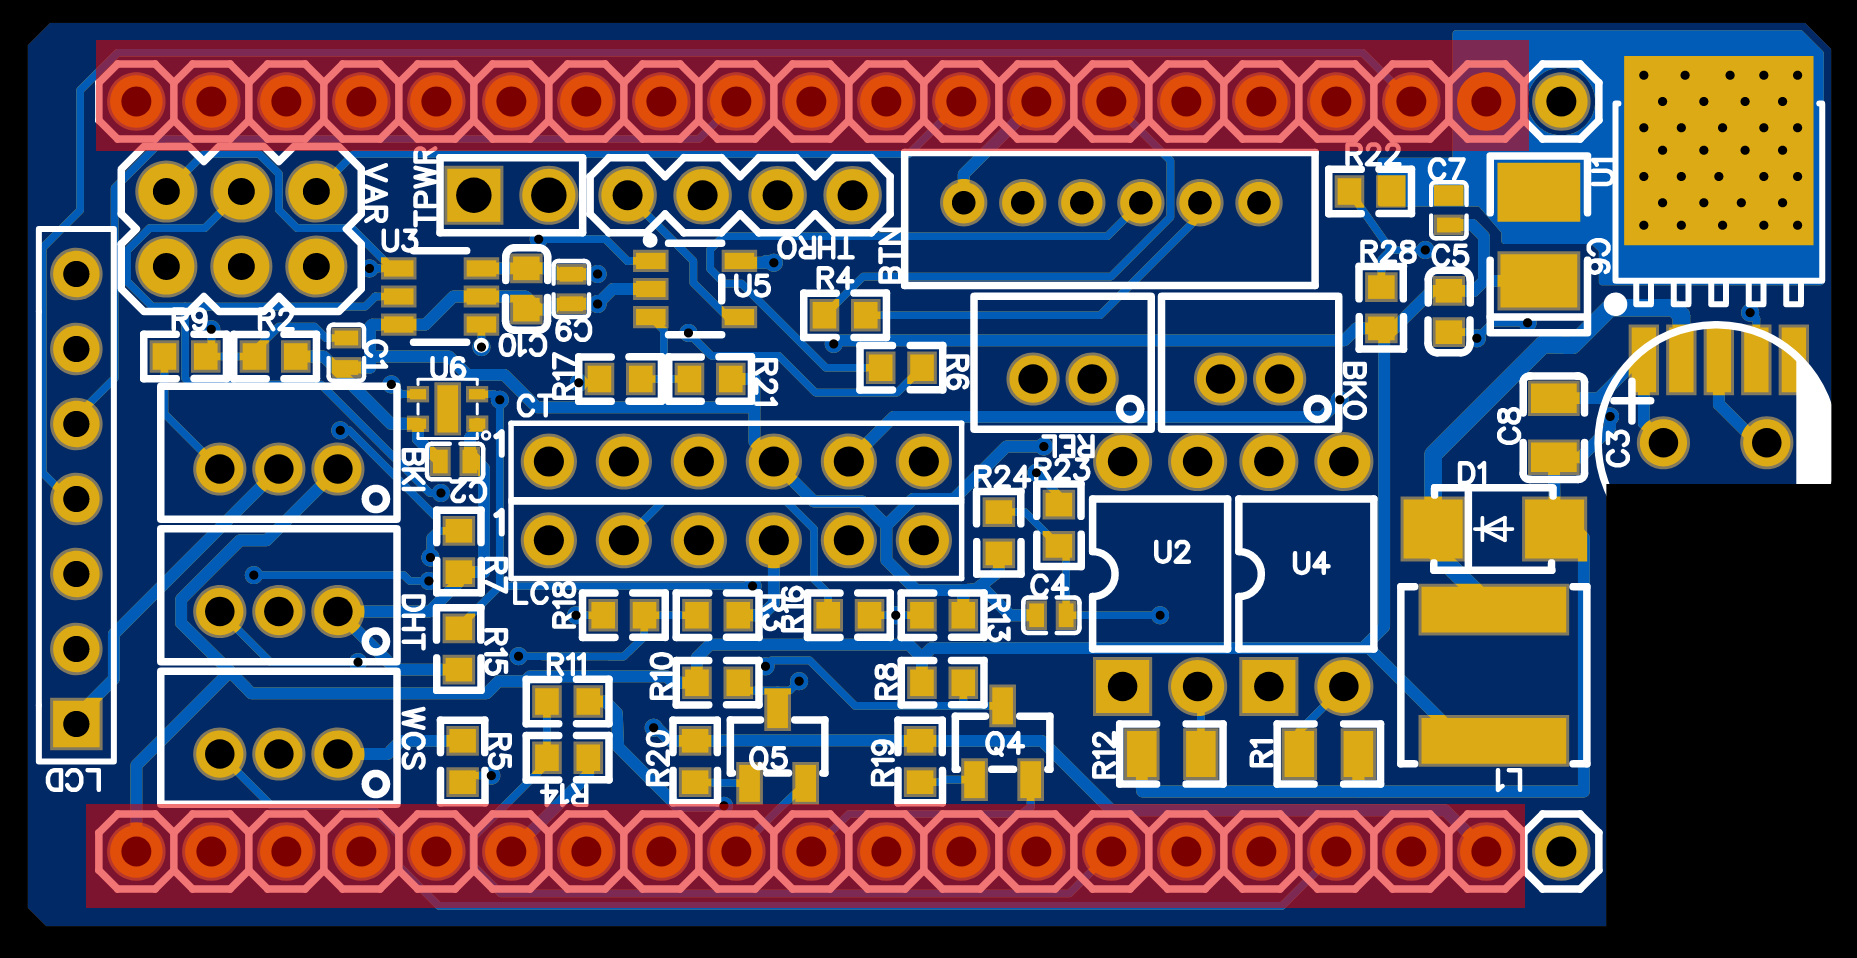 R22
C7
U1
VAR
TPWR
U3
THRO
BTN
R28
C5
C6
U5
R4
R9
R2
C1
C10
C9
R17
R21
R6
BKO
U6
CT
1
C8
C3
+
REL
R24
R23
D1
BKI
C2
1
U2
U4
R7
LC
R18
R3
R16
R13
C4
DHT
R15
R11
R10
R8
WCS
R5
R14
R20
Q5
R19
Q4
R12
R1
L1
LCD